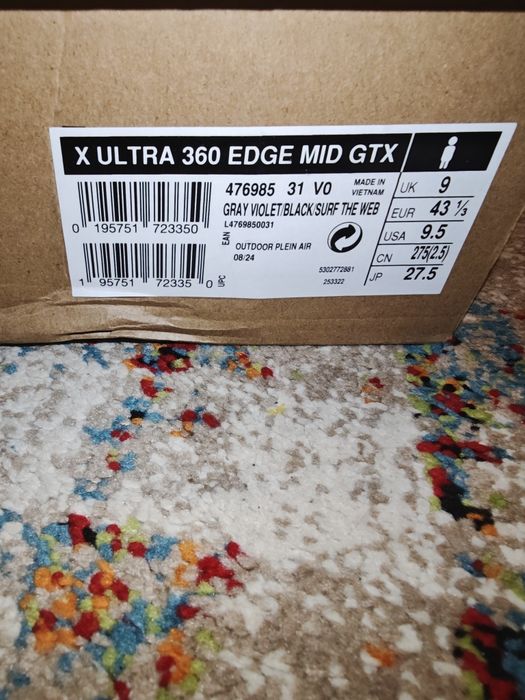 X ULTRA 360 EDGE MID GTX
476985 31 V0
MADE IN
VIETNAM
GRAY VIOLET/BLACK/SURF THE WEB
L4769850031
0 195751 723350
EAN
OUTDOOR PLEIN AIR
08/24
1 95751 72335 0
UPC
5302772881
253322
UK 9
EUR 43 ⅓
USA 9.5
CN 275(2.5)
JP 27.5